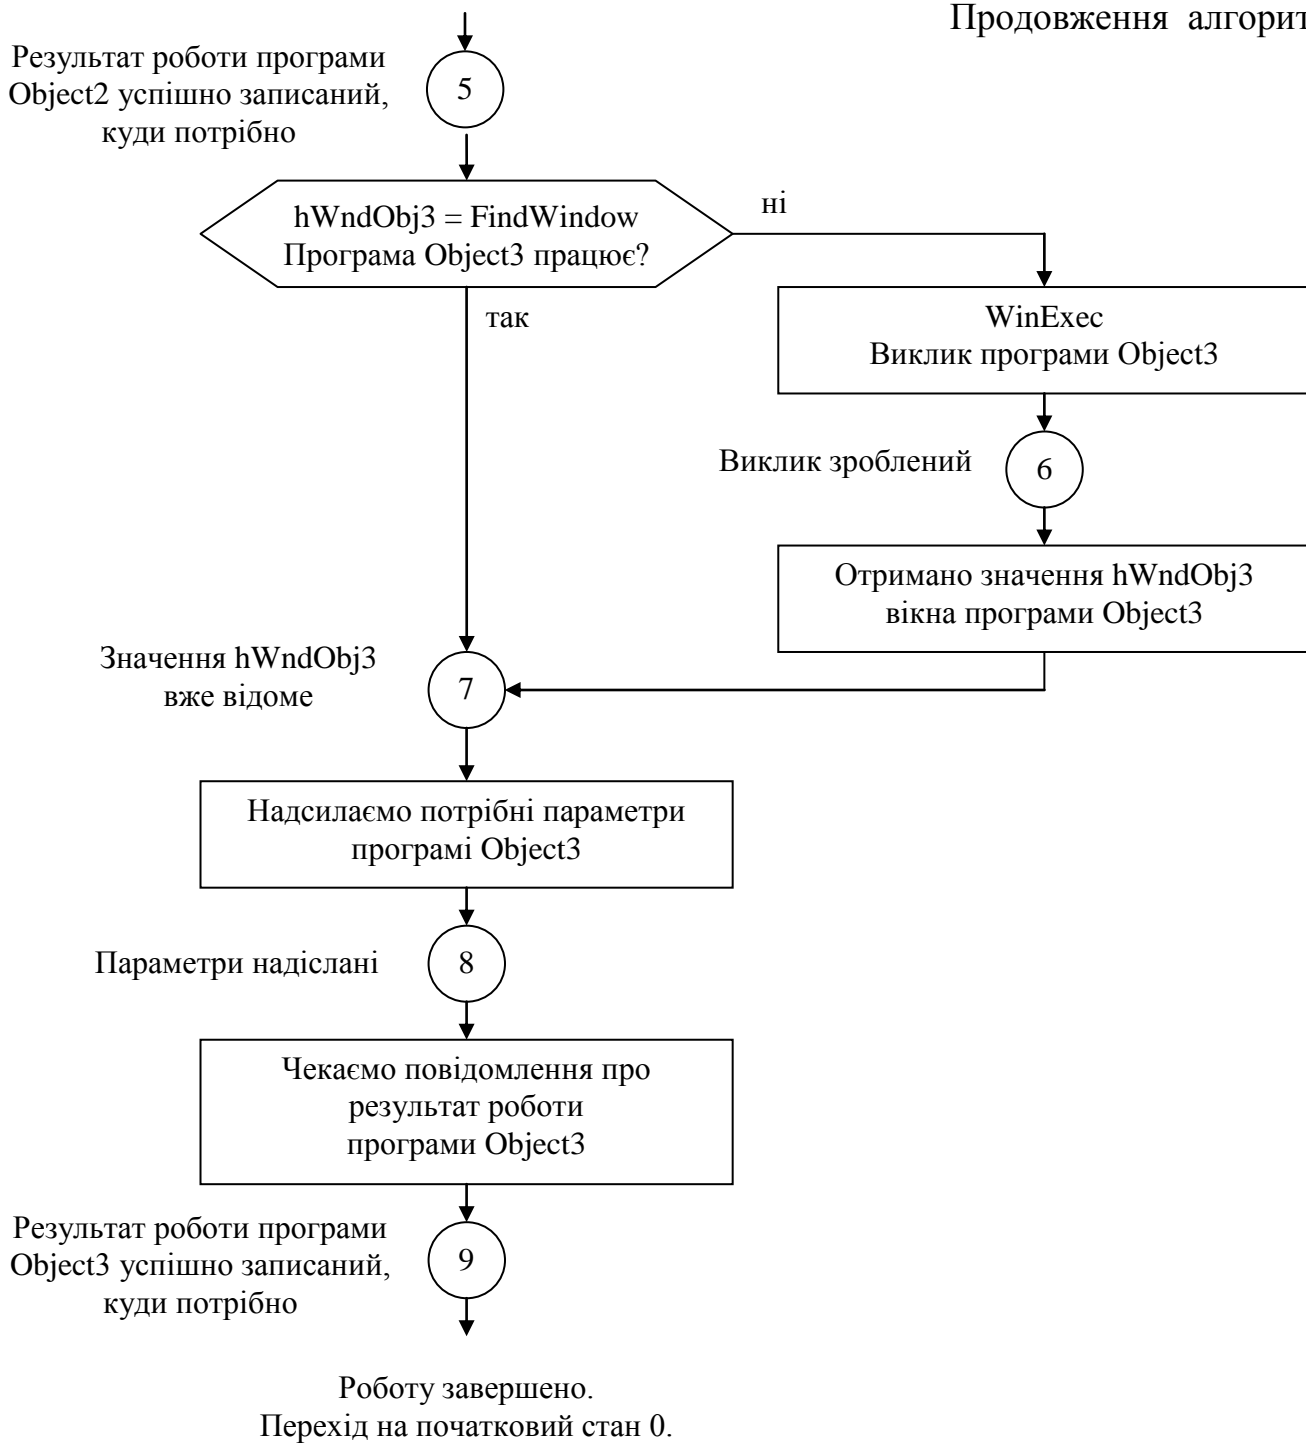 Продовження алгорит
Результат роботи програми
Object2 успішно записаний,
куди потрібно
5
hWndObj3 = FindWindow
Програма Object3 працює?
ні
так
WinExec
Виклик програми Object3
Виклик зроблений
6
Отримано значення hWndObj3
вікна програми Object3
Значення hWndObj3
вже відоме
7
Надсилаємо потрібні параметри
програмі Object3
Параметри надіслані
8
Чекаємо повідомлення про
результат роботи
програми Object3
Результат роботи програми
Object3 успішно записаний,
куди потрібно
9
Роботу завершено.
Перехід на початковий стан 0.